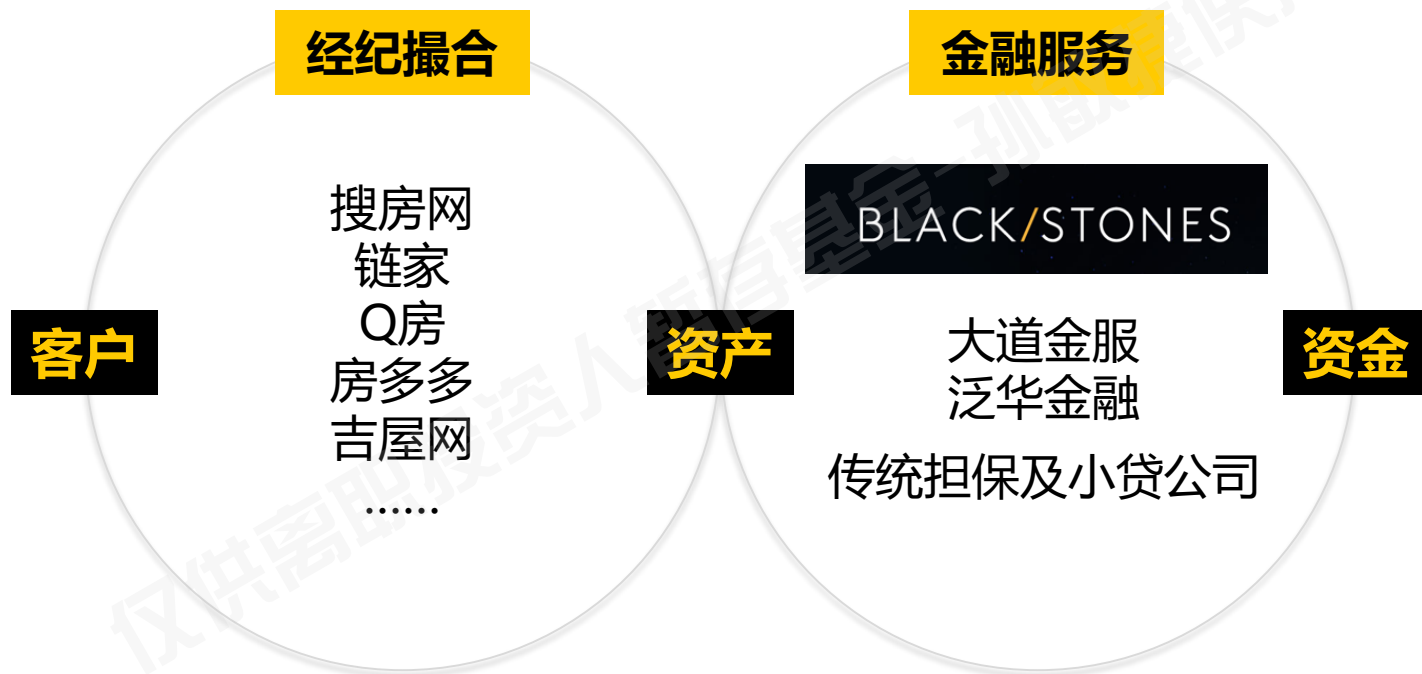 经纪撮合
金融服务
搜房网
链家
Q房
房多多
吉屋网
……
BLACK/STONES
大道金服
泛华金融
传统担保及小贷公司
客户
资产
资金